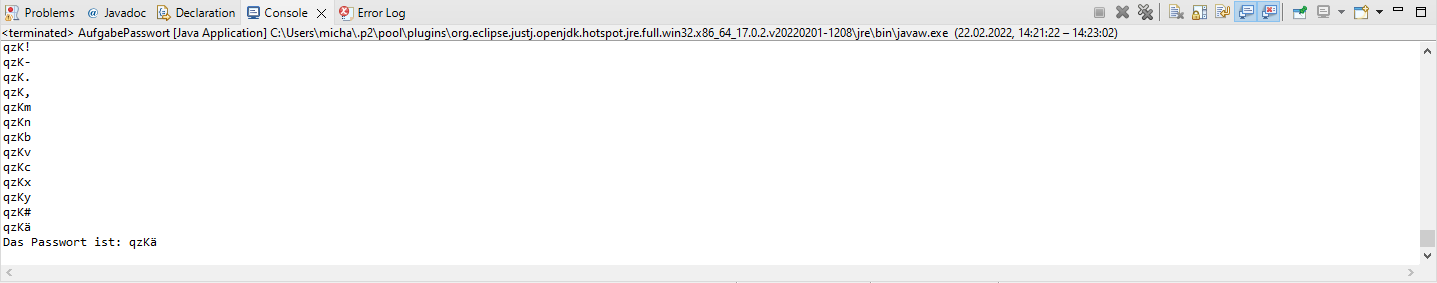 Problems @ Javadoc Declaration Console Error Log
<terminated> AufgabePasswort [Java Application] C:\Users\micha\.p2\pool\plugins\org.eclipse.justj.openjdk.hotspot.jre.full.win32.x86_64_17.0.2.v20220201-1208\jre\bin\javaw.exe (22.02.2022, 14:21:22 – 14:23:02)
qzK!
qzK-
qzK.
qzK,
qzKm
qzKn
qzKb
qzKv
qzKc
qzKx
qzKy
qzK#
qzKä
Das Passwort ist: qzKä